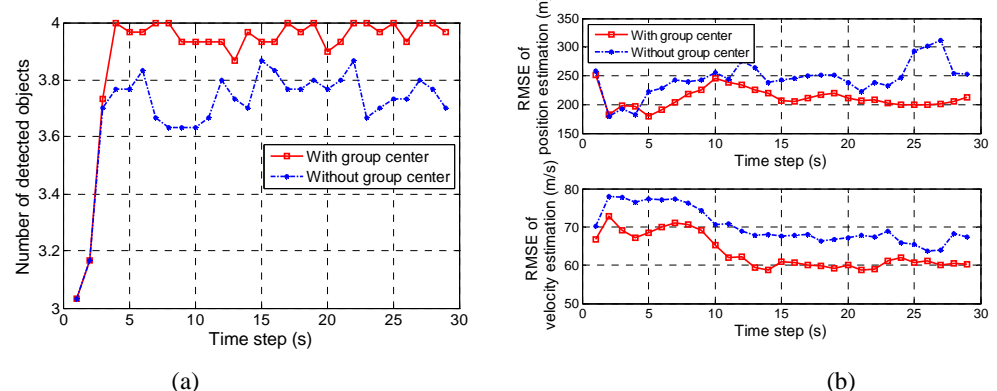 (a)
4
3.8
3.6
3.4
3.2
3
Number of detected objects
With group center
Without group center
0 5 10 15 20 25 30
Time step (s)
(b)
350
300
250
200
150
RMSE of
position estimation (m
With group center
Without group center
0 5 10 15 20 25 30
Time step (s)
80
70
60
50
RMSE of
velocity estimation (m/s)
0 5 10 15 20 25 30
Time step (s)
(a)
(b)